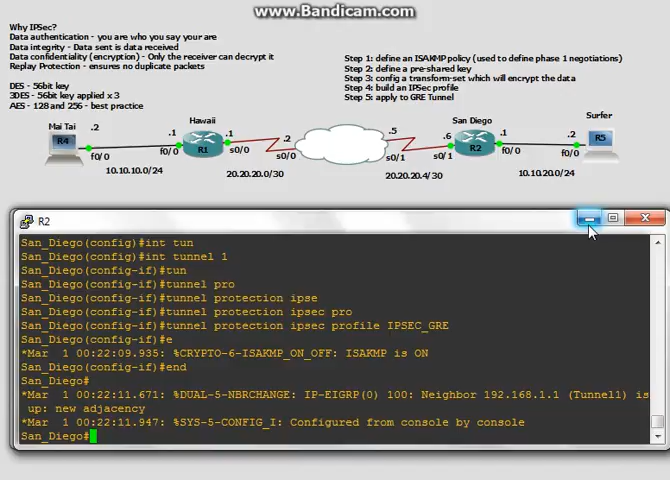 www.Bandicam.com
Why IPSec?
Data authentication - you are who you say your are
Data integrity - Data sent is data received
Data confidentiality (encryption) - Only the receiver can decrypt it
Replay Protection - ensures no duplicate packets
DES - 56bit key
3DES - 56bit key applied x 3
AES - 128 and 256 - best practice
Step 1: define an ISAKMP policy (used to define phase 1 negotiations)
Step 2: define a pre-shared key
Step 3: config a transform-set which will encrypt the data
Step 4: build an IPSec profile
Step 5: apply to GRE Tunnel
Mai Tai
R4
.2
f0/0
10.10.10.0/24
Hawaii
.1
f0/0
R1
.1
s0/0
20.20.20.0/30
.2
s0/0
.5
s0/1
20.20.20.4/30
San Diego
.6
s0/1
R2
.1
f0/0
10.10.20.0/24
Surfer
.2
f0/0
R5
R2
San_Diego(config)#int tun
San_Diego(config)#int tunnel 1
San_Diego(config-if)#tun
San_Diego(config-if)#tunnel pro
San_Diego(config-if)#tunnel protection ipse
San_Diego(config-if)#tunnel protection ipsec pro
San_Diego(config-if)#tunnel protection ipsec profile IPSEC_GRE
San_Diego(config-if)#e
*Mar  1 00:22:09.935: %CRYPTO-6-ISAKMP_ON_OFF: ISAKMP is ON
San_Diego(config-if)#end
San_Diego#
*Mar  1 00:22:11.671: %DUAL-5-NBRCHANGE: IP-EIGRP(0) 100: Neighbor 192.168.1.1 (Tunnel1) is
up: new adjacency
*Mar  1 00:22:11.947: %SYS-5-CONFIG_I: Configured from console by console
San_Diego#